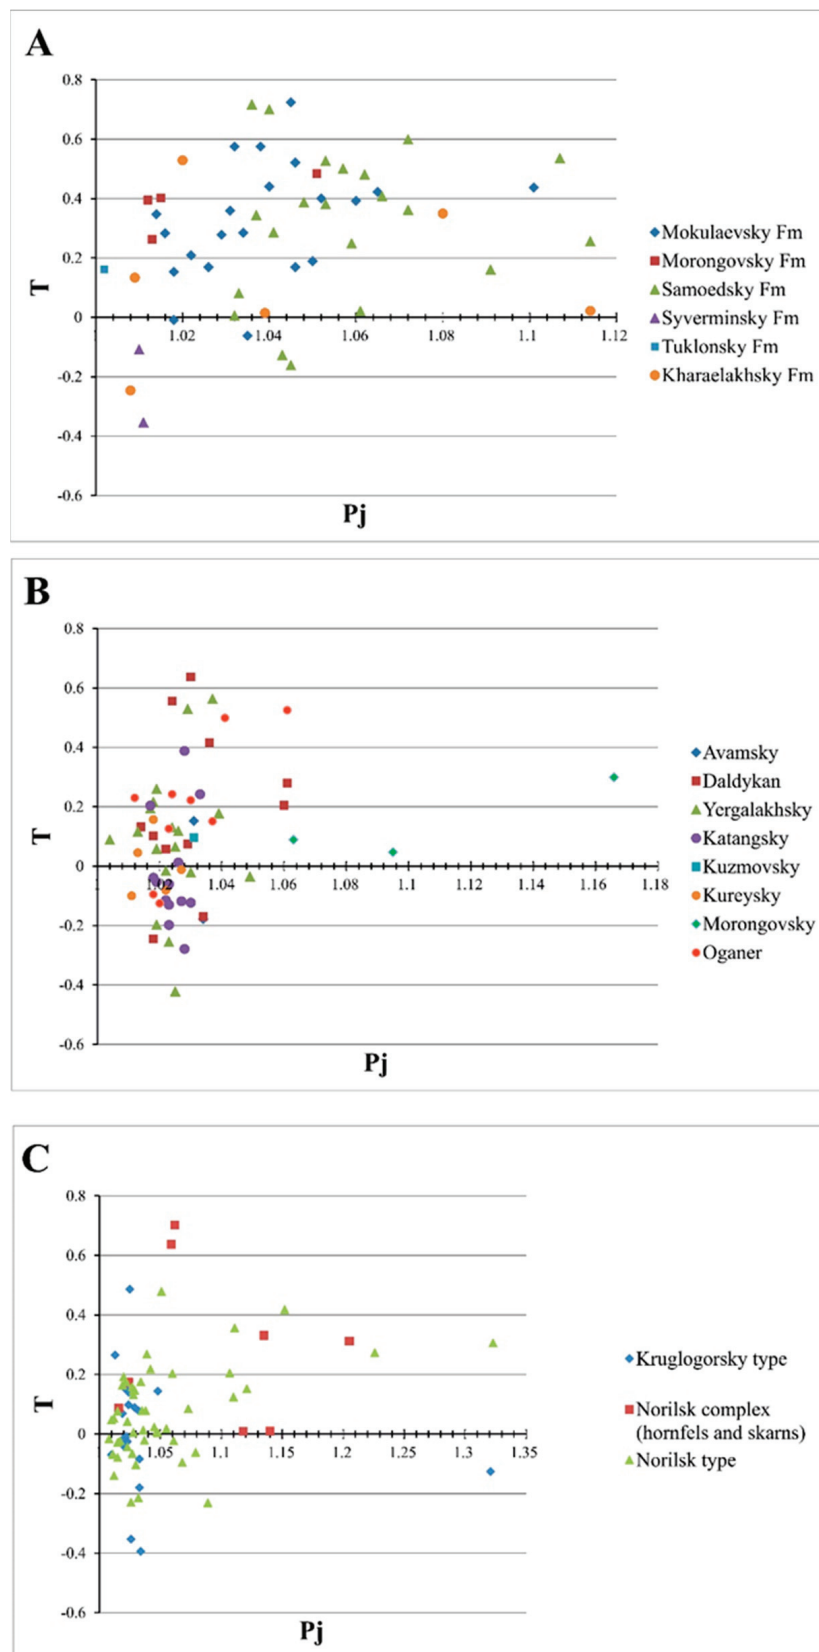 A
0.8
0.6
0.4
0.2
0
-0.2
-0.4
-0.6
T
1 1.02 1.04 1.06 1.08 1.1 1.12
Pj
Mokulaevsky Fm
Morongovsky Fm
Samoedsky Fm
Syverminsky Fm
Tuklonsky Fm
Kharaelakhsky Fm
B
0.8
0.6
0.4
0.2
0
-0.2
-0.4
-0.6
T
1 1.02 1.04 1.06 1.08 1.1 1.12 1.14 1.16 1.18
Pj
Avamsky
Daldykan
Yergalakhsky
Katangsky
Kuzmovsky
Kureysky
Morongovsky
Oganer
C
0.8
0.6
0.4
0.2
0
-0.2
-0.4
-0.6
T
1.05 1.1 1.15 1.2 1.25 1.3 1.35
Pj
Kruglogorsky type
Norilsk complex
(hornfels and skarns)
Norilsk type